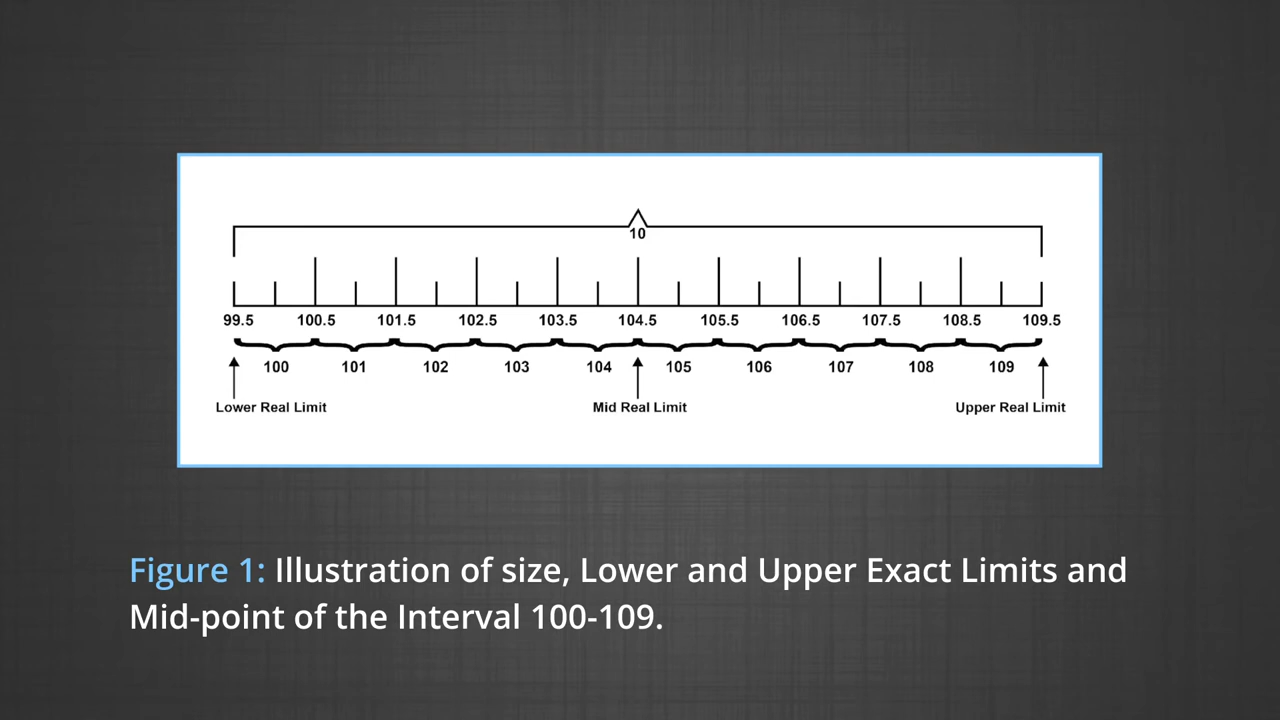 10
99.5 100.5 101.5 102.5 103.5 104.5 105.5 106.5 107.5 108.5 109.5
100 101 102 103 104 105 106 107 108 109
Lower Real Limit Mid Real Limit Upper Real Limit
Figure 1: Illustration of size, Lower and Upper Exact Limits and
Mid-point of the Interval 100-109.